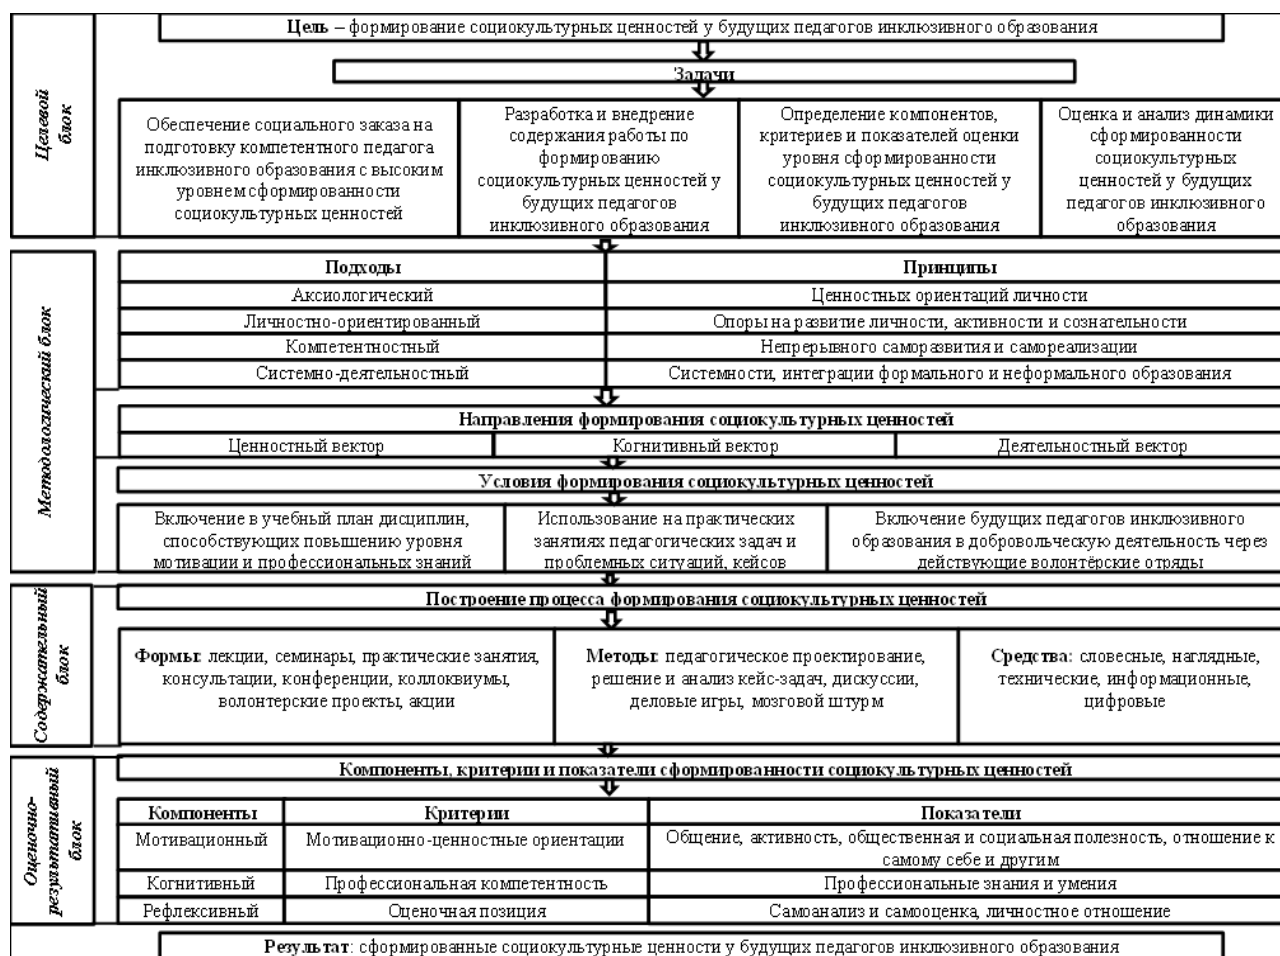 Цель – формирование социокультурных ценностей у будущих педагогов инклюзивного образования
Задачи
Целевой
блок
Обеспечение социального заказа на
подготовку компетентного педагога
инклюзивного образования с высоким
уровнем сформированности
социокультурных ценностей
Разработка и внедрение
содержания работы по
формированию
социокультурных ценностей у
будущих педагогов
инклюзивного образования
Определение компонентов,
критериев и показателей оценки
уровня сформированности
социокультурных ценностей у
будущих педагогов
инклюзивного образования
Оценка и анализ динамики
сформированности
социокультурных
ценностей у будущих
педагогов инклюзивного
образования
Методологический блок
Подходы
Принципы
Аксиологический
Ценностных ориентаций личности
Личностно-ориентированный
Опоры на развитие личности, активности и сознательности
Компетентностный
Непрерывного саморазвития и самореализации
Системно-деятельностный
Системности, интеграции формального и неформального образования
Направления формирования социокультурных ценностей
Ценностный вектор
Когнитивный вектор
Деятельностный вектор
Условия формирования социокультурных ценностей
Включение в учебный план дисциплин,
способствующих повышению уровня
мотивации и профессиональных знаний
Использование на практических
занятиях педагогических задач и
проблемных ситуаций, кейсов
Включение будущих педагогов инклюзивного
образования в добровольческую деятельность через
действующие волонтёрские отряды
Содержательный
блок
Построение процесса формирования социокультурных ценностей
Формы: лекции, семинары, практические занятия,
консультации, конференции, коллоквиумы,
волонтерские проекты, акции
Методы: педагогическое проектирование,
решение и анализ кейс-задач, дискуссии,
деловые игры, мозговой штурм
Средства: словесные, наглядные,
технические, информационные,
цифровые
Оценочно-
результативный
блок
Компоненты, критерии и показатели сформированности социокультурных ценностей
Компоненты
Критерии
Показатели
Мотивационный
Мотивационно-ценностные ориентации
Общение, активность, общественная и социальная полезность, отношение к
самому себе и другим
Когнитивный
Профессиональная компетентность
Профессиональные знания и умения
Рефлексивный
Оценочная позиция
Самоанализ и самооценка, личностное отношение
Результат: сформированные социокультурные ценности у будущих педагогов инклюзивного образования